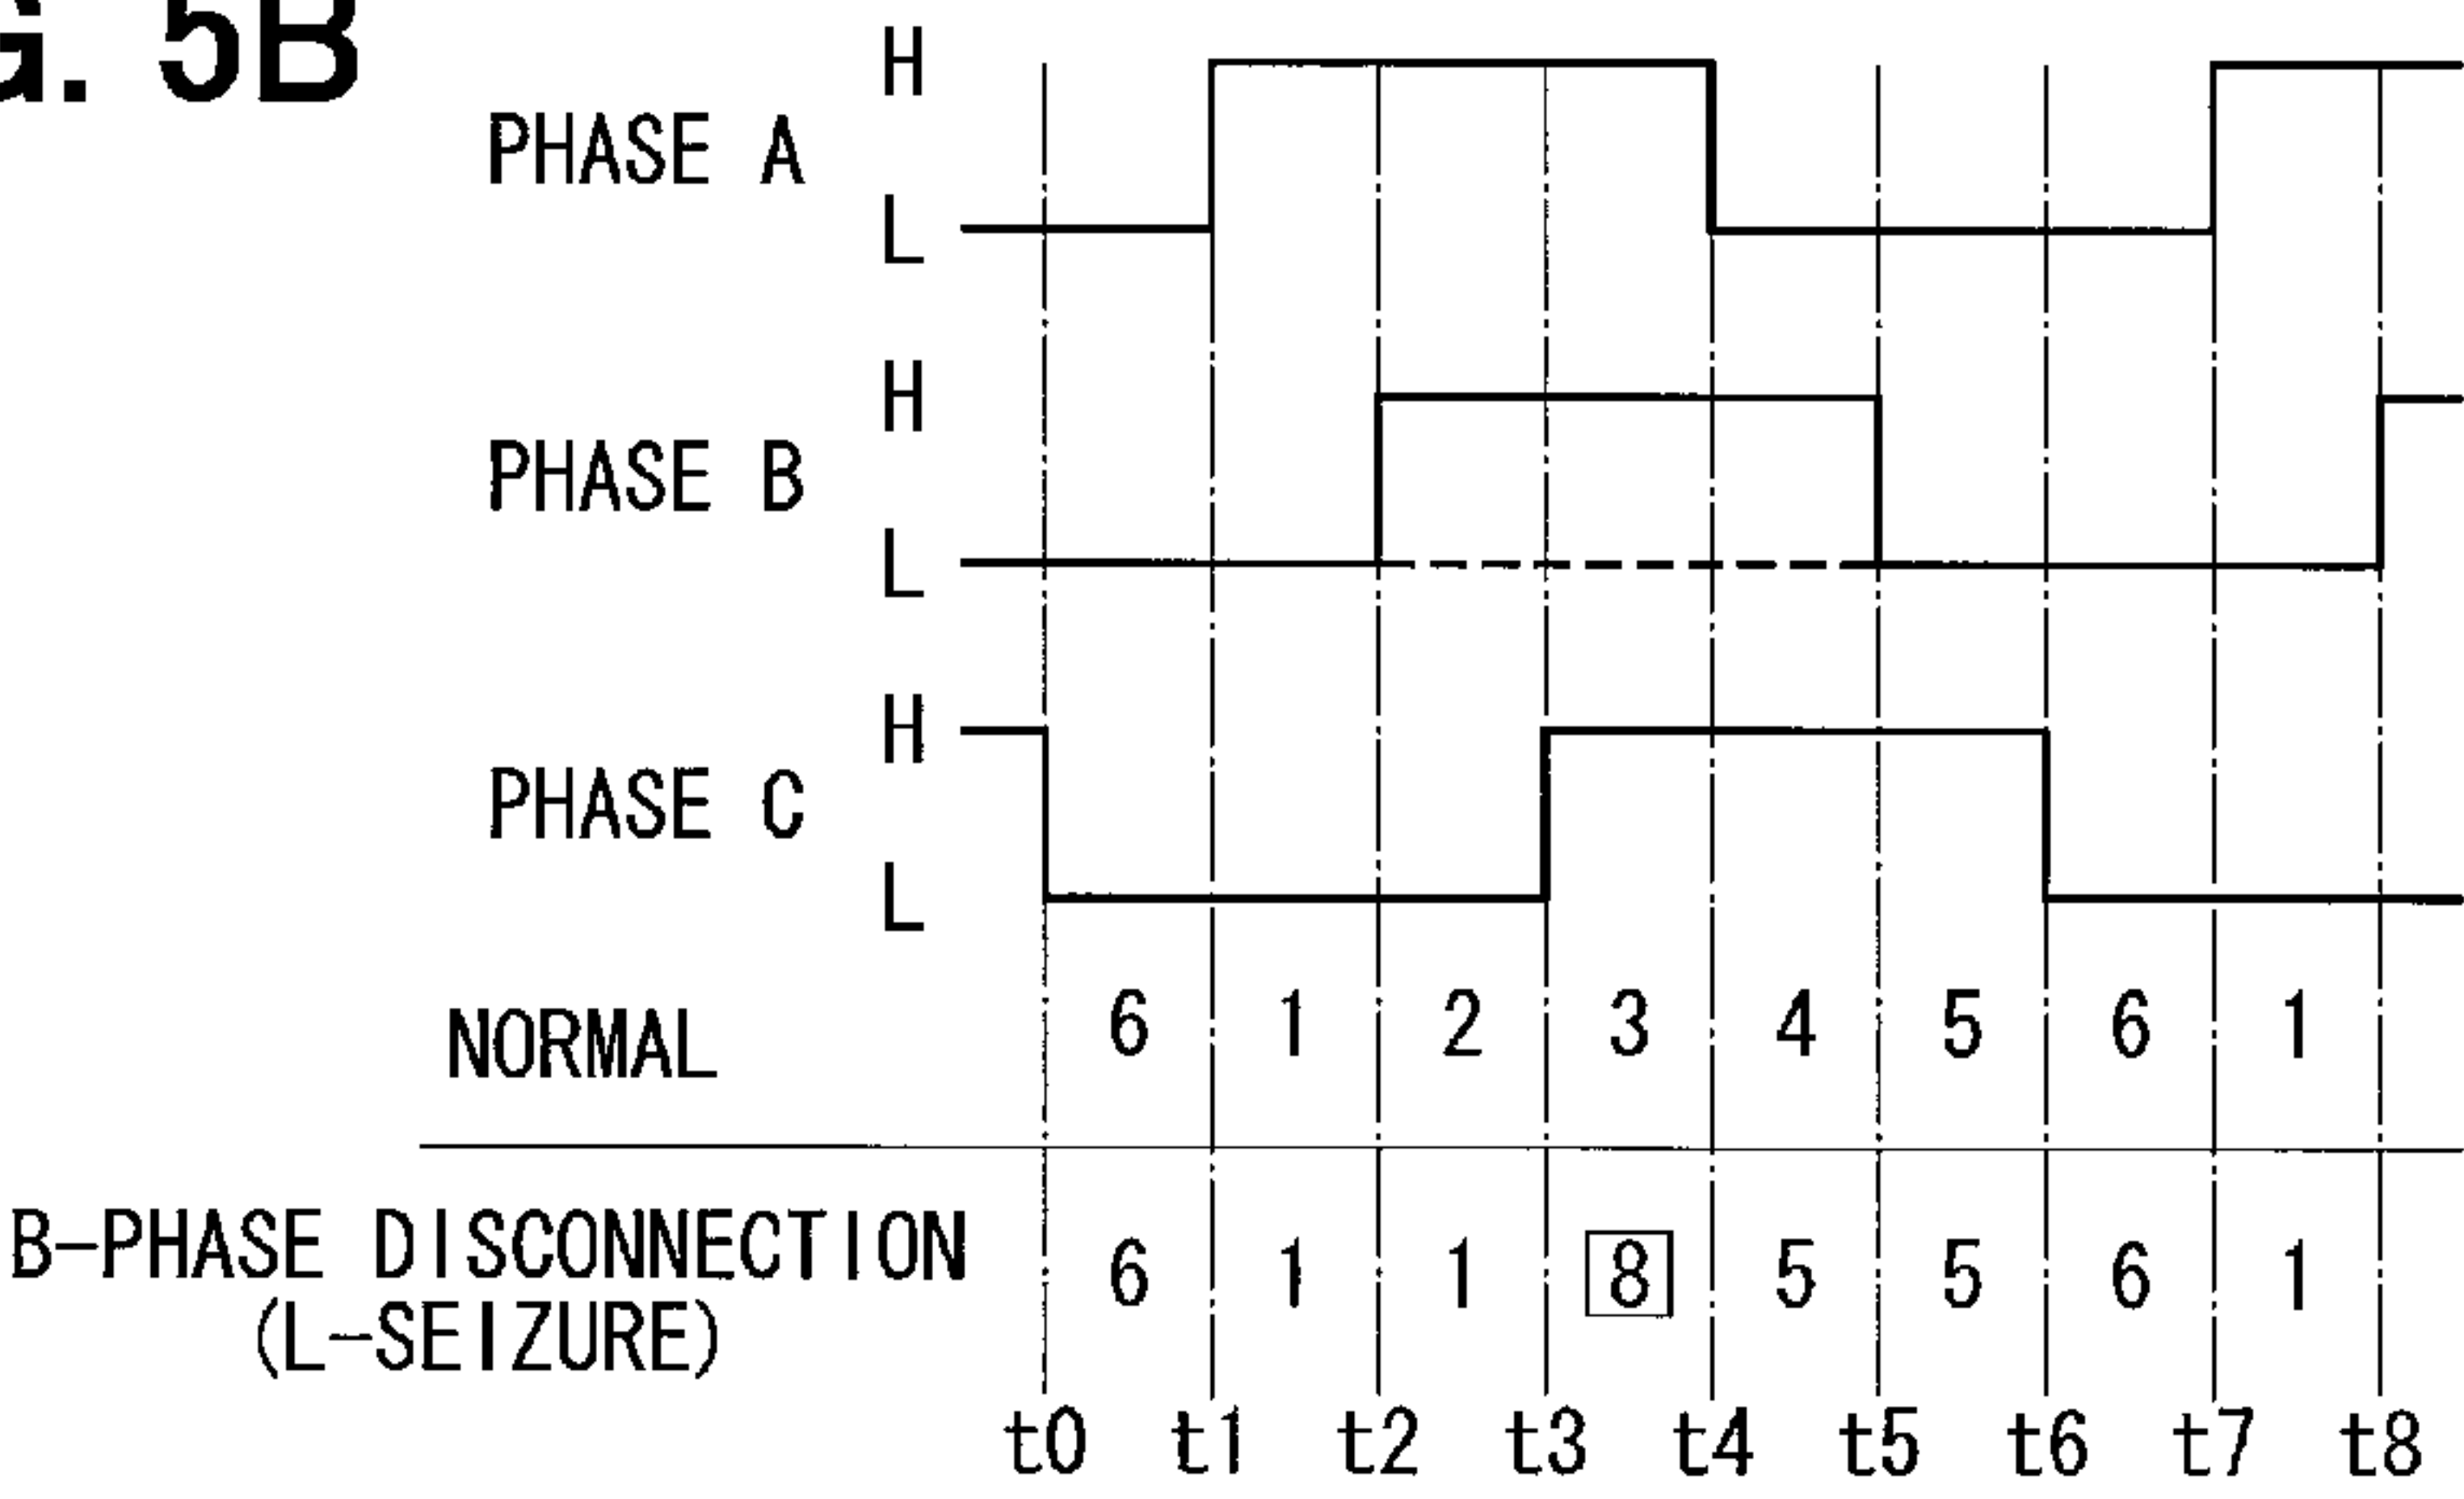 G. 5B
H
PHASE A
L
H
PHASE B
L
H
PHASE C
L
NORMAL 6 1 2 3 4 5 6 1
B-PHASE DISCONNECTION 6 1 1 8 5 5 6 1
(L-SEIZURE)
t0 t1 t2 t3 t4 t5 t6 t7 t8